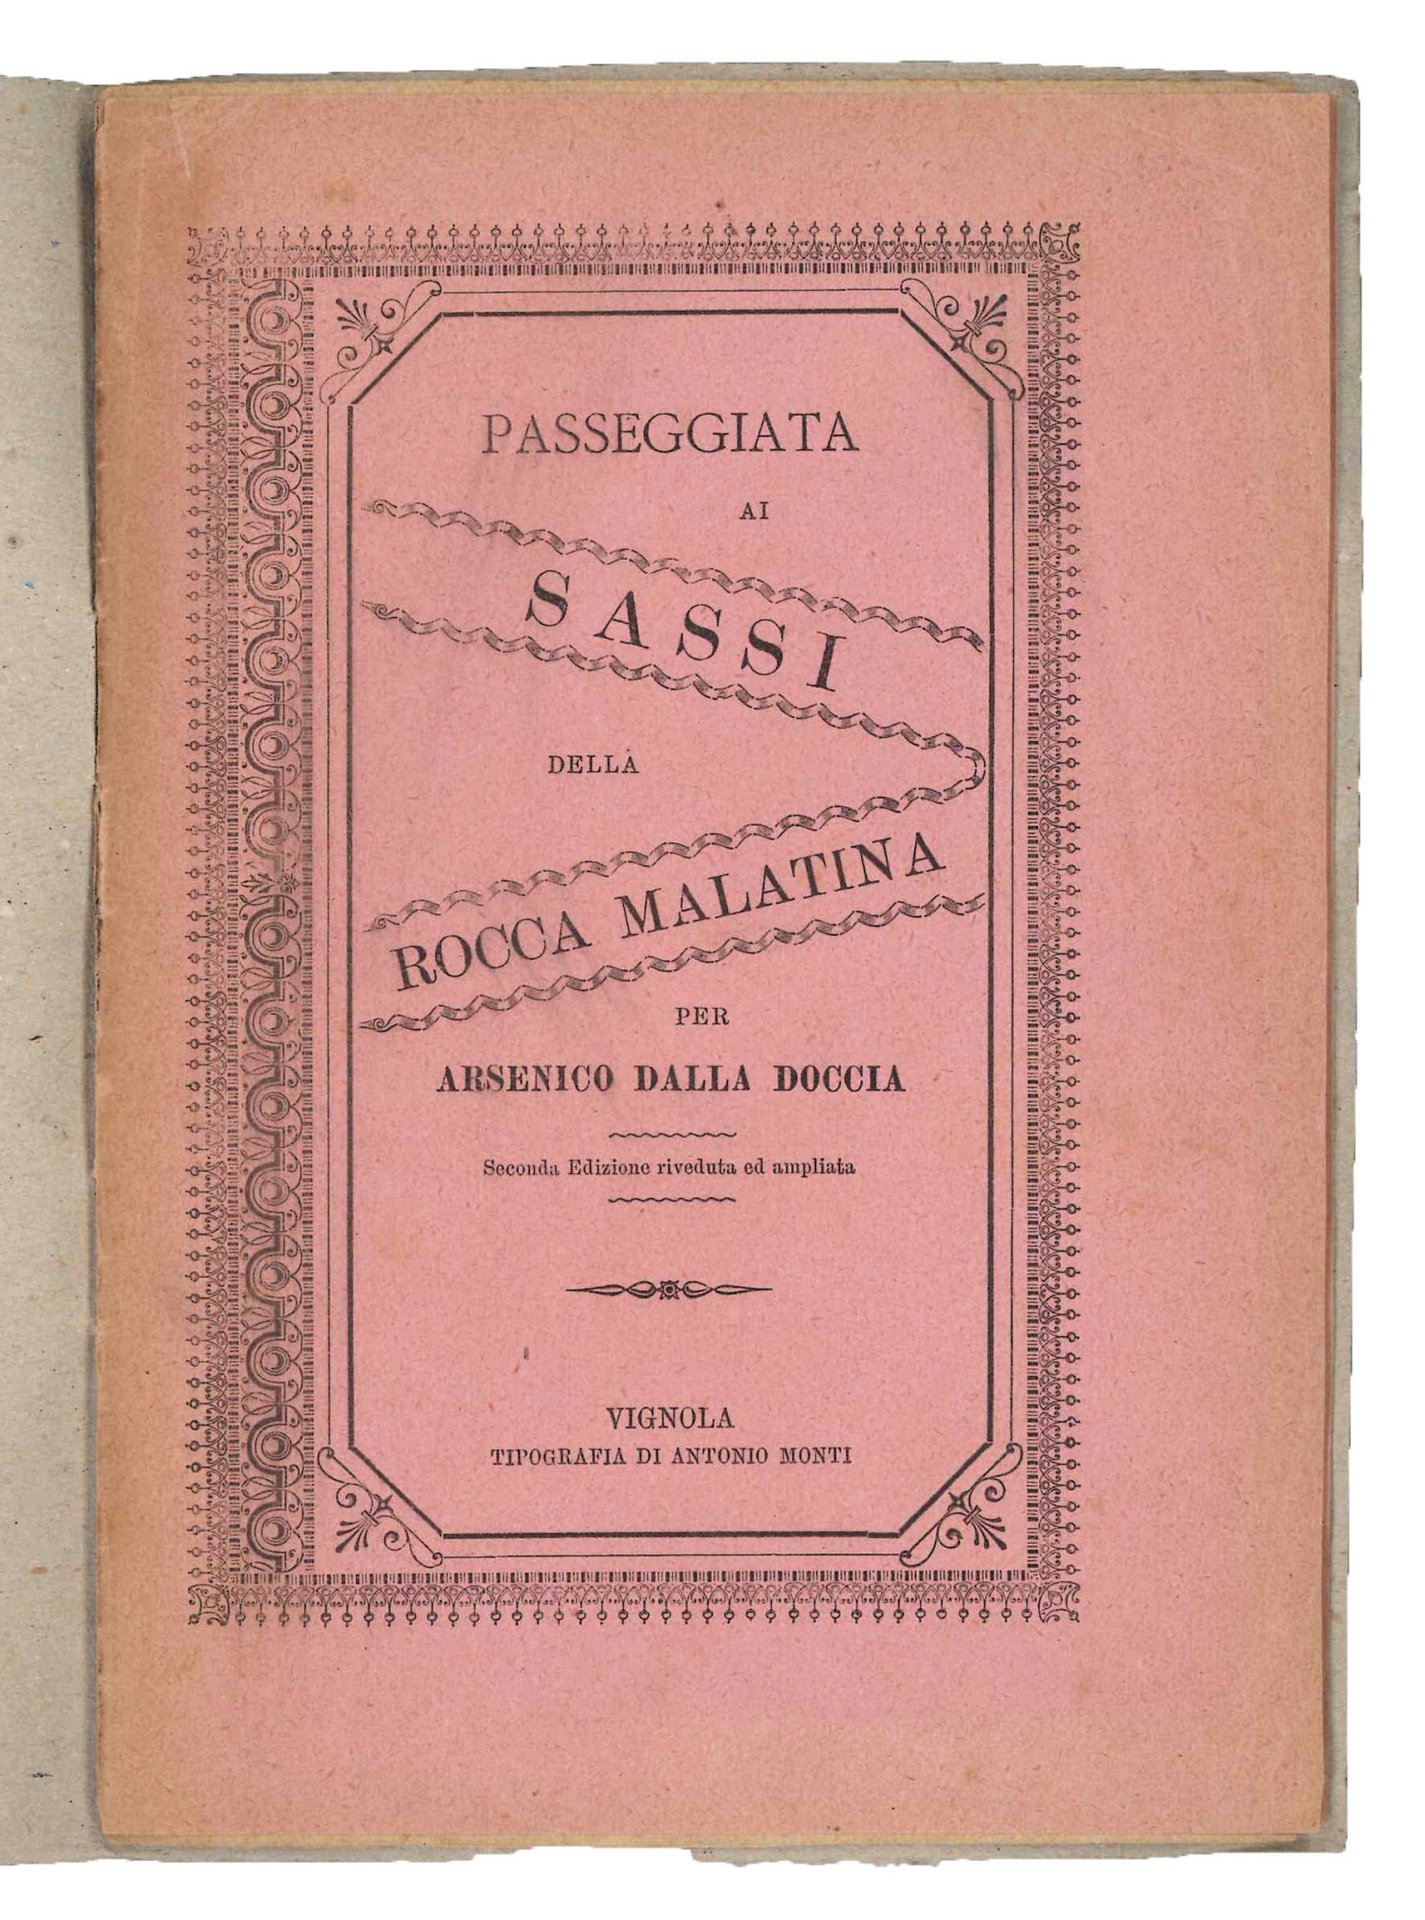 PASSEGGIATA
AI
SASSI
DELLA
ROCCA MALATINA
PER
ARSENICO DALLA DOCCIA
Seconda Edizione riveduta ed ampliata
VIGNOLA
TIPOGRAFIA DI ANTONIO MONTI